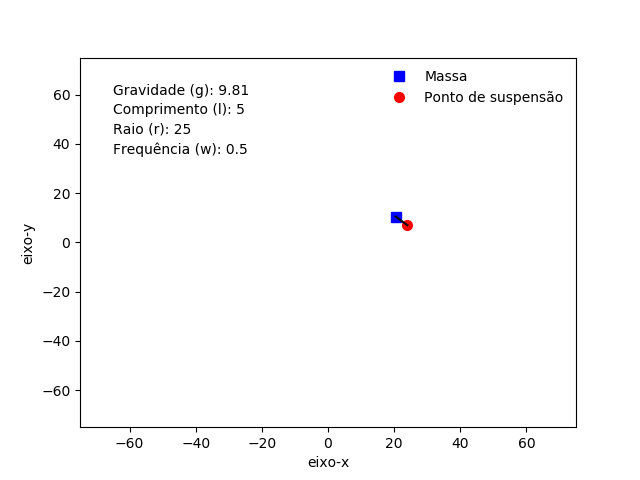 Gravidade (g): 9.81
Comprimento (l): 5
Raio (r): 25
Frequência (w): 0.5
Massa
Ponto de suspensão
60
40
20
0
−20
−40
−60
eixo-y
−60
−40
−20
0
20
40
60
eixo-x